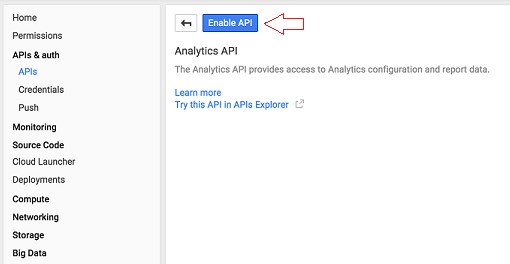 Home
Permissions
APIs & auth
APIs
Credentials
Push
Monitoring
Source Code
Cloud Launcher
Deployments
Compute
Networking
Storage
Big Data
Enable API
Analytics API
The Analytics API provides access to Analytics configuration and report data.
Learn more
Try this API in APIs Explorer